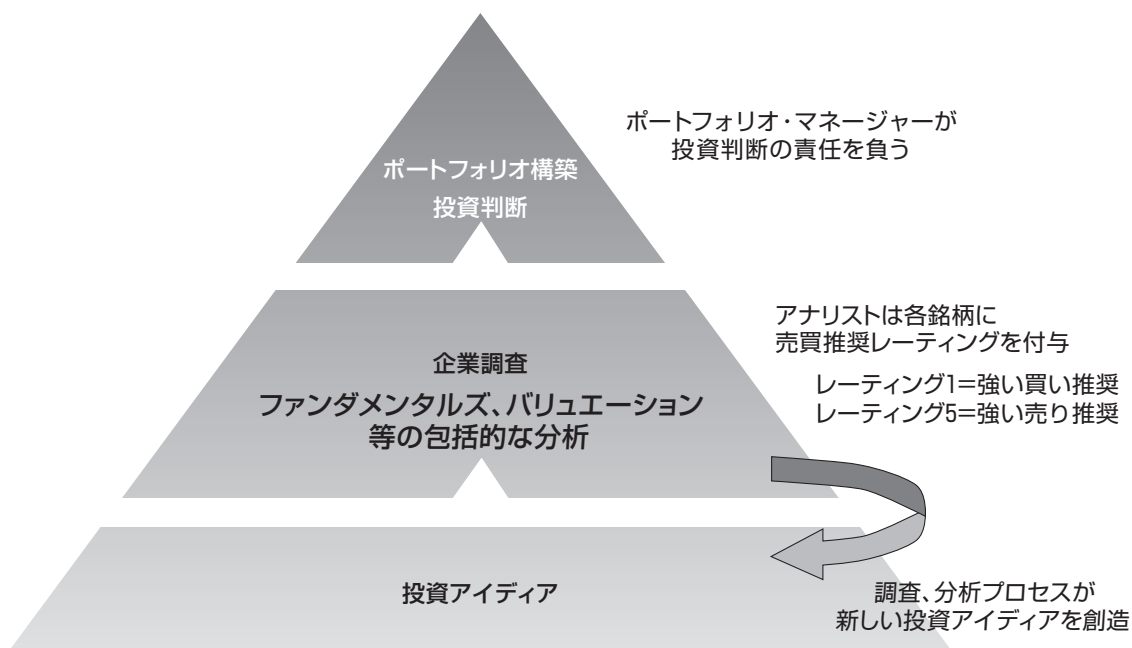 ポートフォリオ・マネージャーが
投資判断の責任を負う
ポートフォリオ構築
投資判断
アナリストは各銘柄に
売買推奨レーティングを付与
レーティング1=強い買い推奨
レーティング5=強い売り推奨
企業調査
ファンダメンタルズ、バリュエーション
等の包括的な分析
投資アイディア
調査、分析プロセスが
新しい投資アイディアを創造